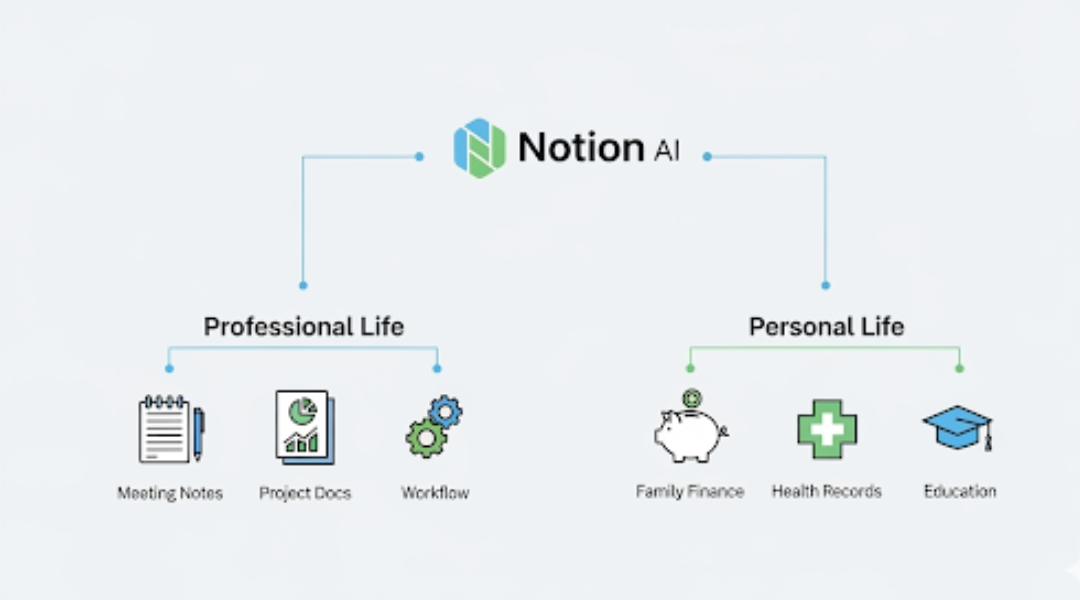 Notion AI
Professional Life
Personal Life
Meeting Notes
Project Docs
Workflow
Family Finance
Health Records
Education